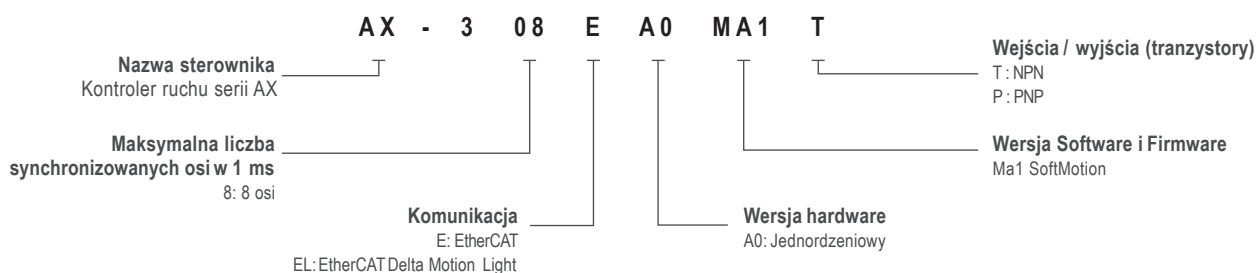 AX - 3 08 E A0 MA1 T
Nazwa sterownika
Kontroler ruchu serii AX
Maksymalna liczba
synchronizowanych osi w 1 ms
8: 8 osi
Komunikacja
E: EtherCAT
EL: EtherCAT Delta Motion Light
Wersja hardware
A0: Jednordzeniowy
Wejścia / wyjścia (tranzystory)
T : NPN
P : PNP
Wersja Software i Firmware
Ma1 SoftMotion